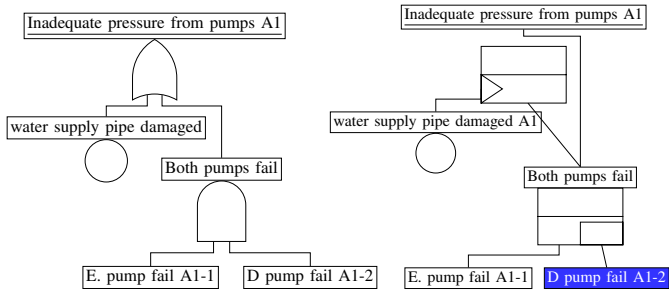 Inadequate pressure from pumps A1
water supply pipe damaged
Both pumps fail
E. pump fail A1-1
D pump fail A1-2
Inadequate pressure from pumps A1
water supply pipe damaged A1
Both pumps fail
E. pump fail A1-1
D pump fail A1-2